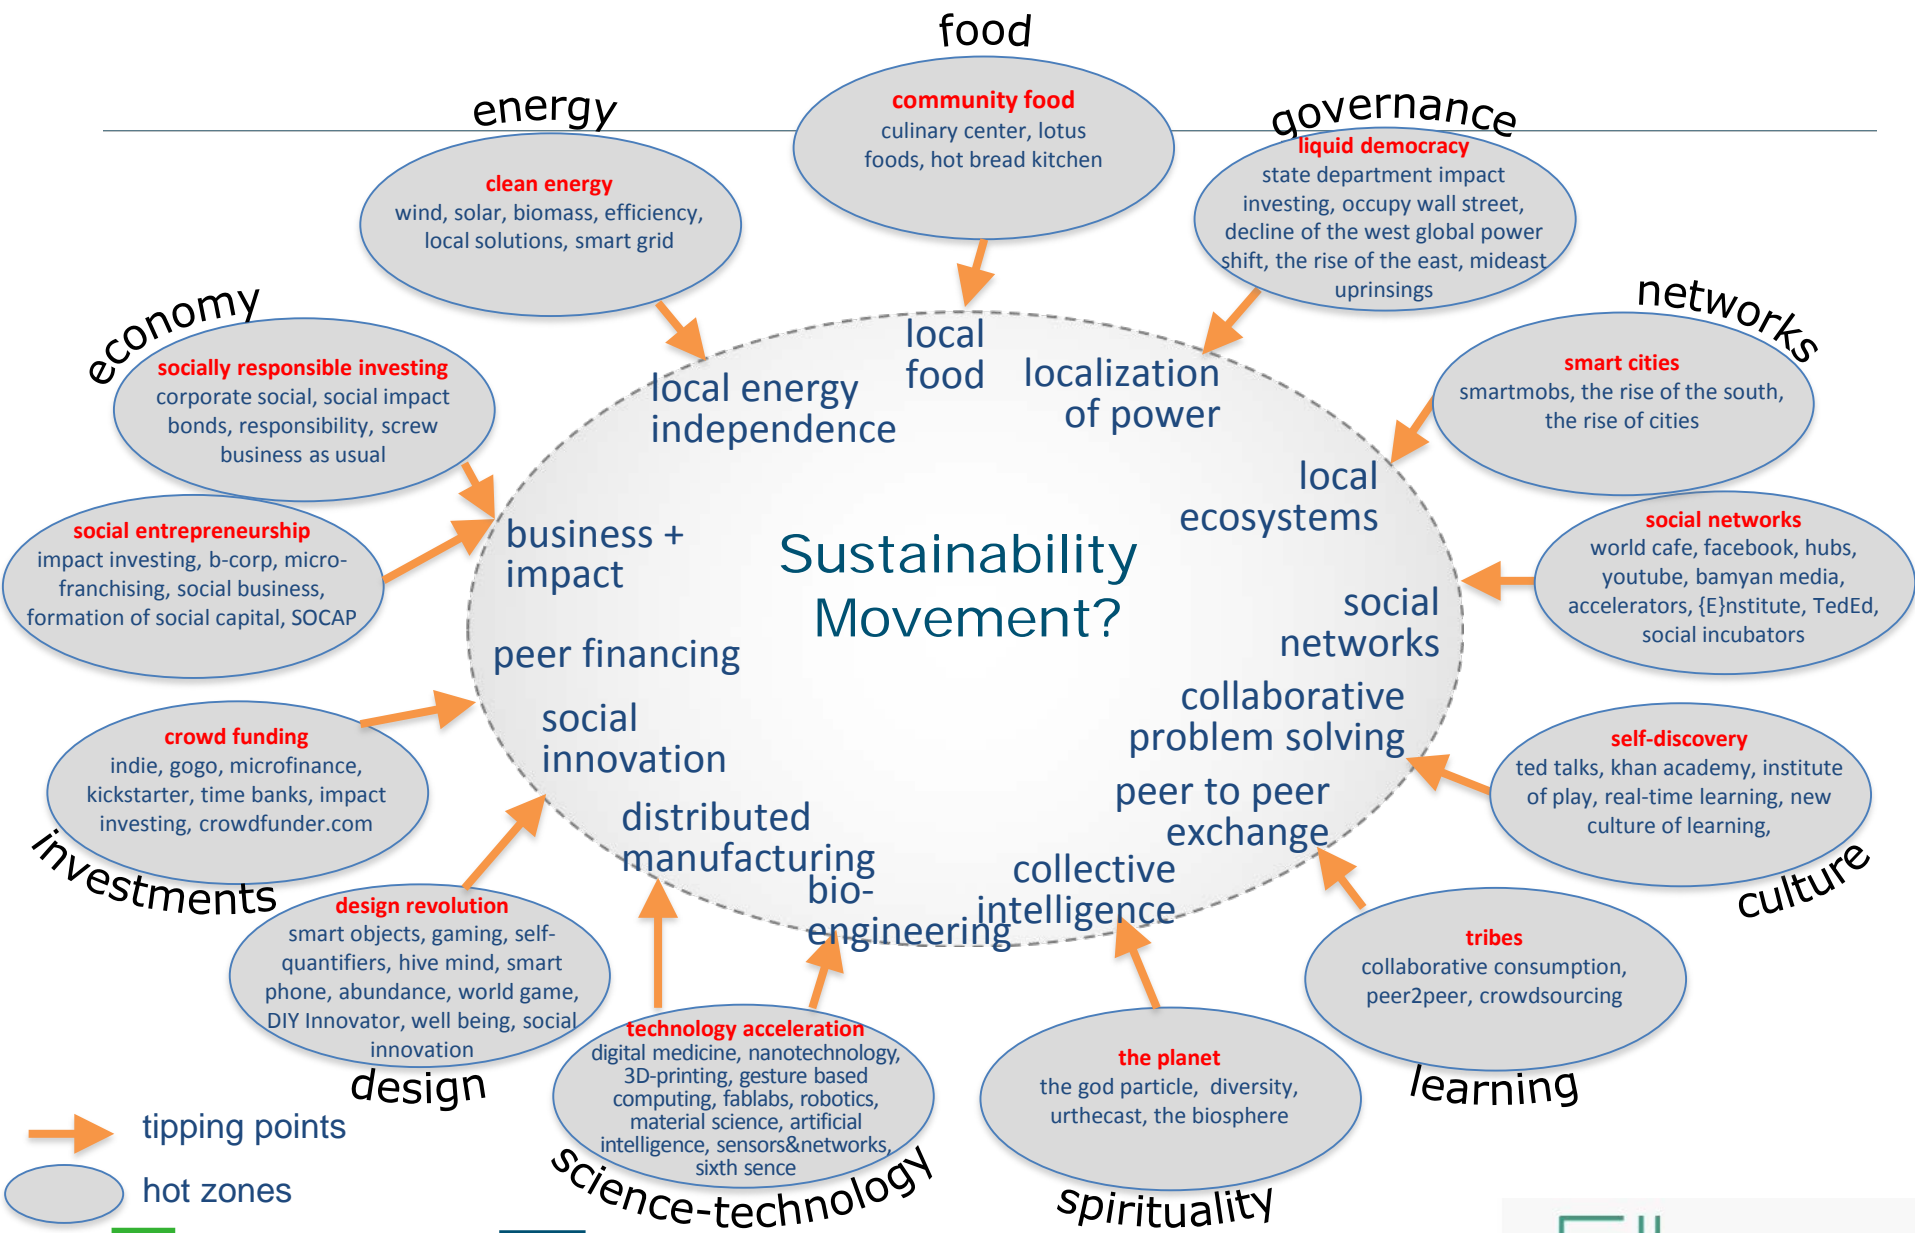 food
community food
culinary center, lotus
foods, hot bread kitchen
energy
clean energy
wind, solar, biomass, efficiency,
local solutions, smart grid
governance
liquid democracy
state department impact
investing, occupy wall street,
decline of the west global power
shift, the rise of the east, mideast
uprinsings
economy
socially responsible investing
corporate social, social impact
bonds, responsibility, screw
business as usual
networks
smart cities
smartmobs, the rise of the south,
the rise of cities
social entrepreneurship
impact investing, b-corp, micro-
franchising, social business,
formation of social capital, SOCAP
social networks
world cafe, facebook, hubs,
youtube, bamyan media,
accelerators, {E}nstitute, TedEd,
social incubators
local
food
local energy
independence
localization
of power
local
ecosystems
business +
impact
Sustainability
Movement?
social
networks
peer financing
collaborative
problem solving
social
innovation
peer to peer
exchange
distributed
manufacturing
collective
intelligence
bio-
engineering
crowd funding
indie, gogo, microfinance,
kickstarter, time banks, impact
investing, crowdfunder.com
investments
self-discovery
ted talks, khan academy, institute
of play, real-time learning, new
culture of learning,
culture
design revolution
smart objects, gaming, self-
quantifiers, hive mind, smart
phone, abundance, world game,
DIY Innovator, well being, social
innovation
design
tribes
collaborative consumption,
peer2peer, crowdsourcing
learning
technology acceleration
digital medicine, nanotechnology,
3D-printing, gesture based
computing, fablabs, robotics,
material science, artificial
intelligence, sensors&networks,
sixth sence
science-technology
the planet
the god particle, diversity,
urthecast, the biosphere
spirituality
tipping points
hot zones